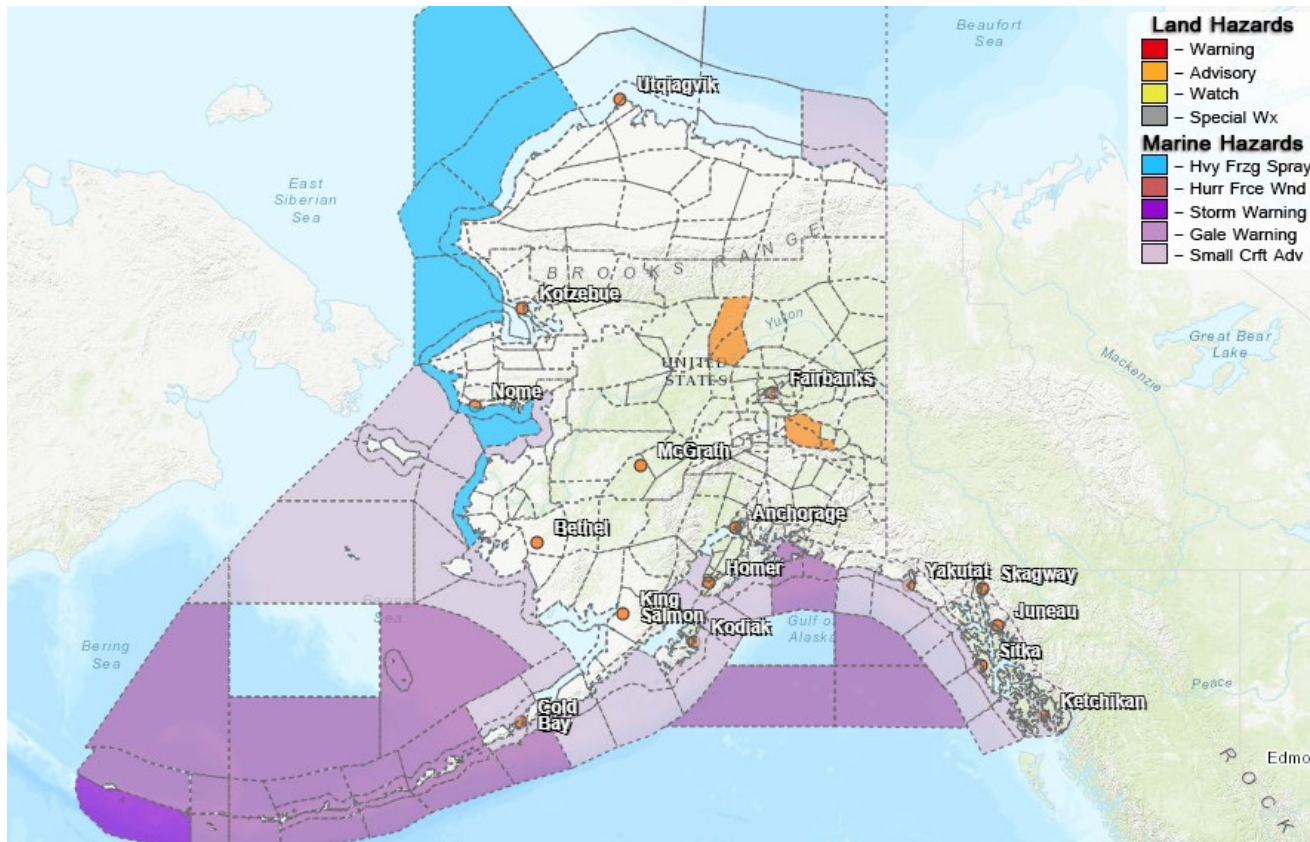 Beaufort
Sea
Land Hazards
– Warning
– Advisory
– Watch
– Special Wx
Marine Hazards
– Hvy Frzg Spray
– Hurr Frce Wnd
– Storm Warning
– Gale Warning
– Small Crft Adv
Utqiagvik
East
Siberian
Sea
BROOKS RANGE
Kotzebue
Yukon
Great Bear
Lake
Mackenzie
UNITED
STATES
Fairbanks
Nome
McGrath
Anchorage
Bethel
Homer
Yakutat
Skagway
King
Salmon
Juneau
Kodiak
Gulf of
Alaska
Sea
Bering
Sea
Sitka
Peace
Cold
Bay
Ketchikan
Edmo
ROCK